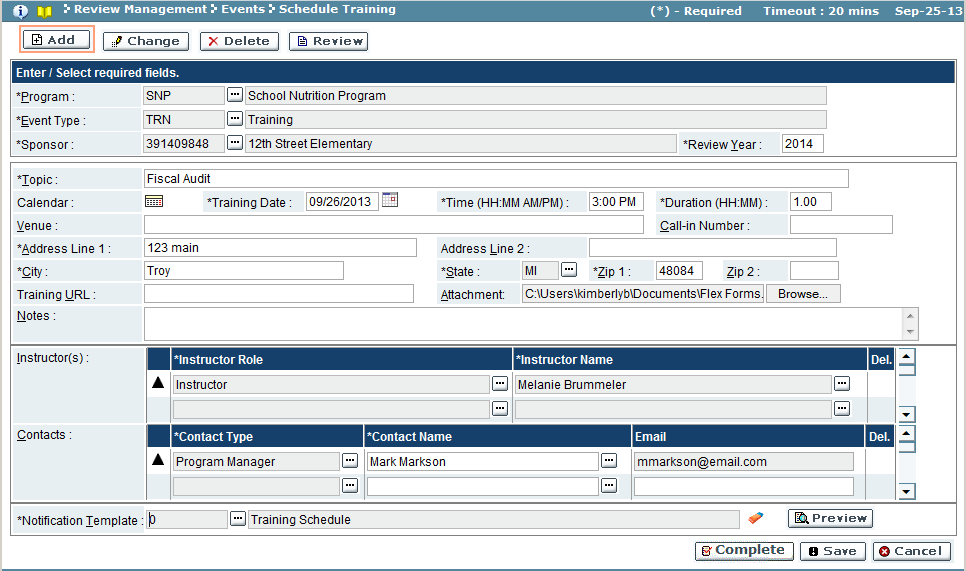 Review Management Events Schedule Training (*) - Required Timeout : 20 mins Sep-25-13
Add Change Delete Review
Enter / Select required fields.
*Program : SNP ... School Nutrition Program
*Event Type : TRN ... Training
*Sponsor : 391409848 ... 12th Street Elementary *Review Year : 2014
*Topic : Fiscal Audit
Calendar : *Training Date : 09/26/2013 *Time (HH:MM AM/PM) : 3:00 PM *Duration (HH:MM) : 1.00
Venue : Call-in Number :
*Address Line 1 : 123 main Address Line 2 :
*City : Troy *State : MI ... *Zip 1 : 48084 Zip 2 :
Training URL : Attachment: C:\Users\kimberlyb\Documents\Flex Forms. Browse...
Notes :
Instructor(s) : *Instructor Role *Instructor Name Del.
Instructor ... Melanie Brummeler ...
... ...
Contacts : *Contact Type *Contact Name Email Del.
Program Manager ... Mark Markson ... mmarkson@email.com
... ...
*Notification Template : 0 ... Training Schedule Preview
Complete Save Cancel